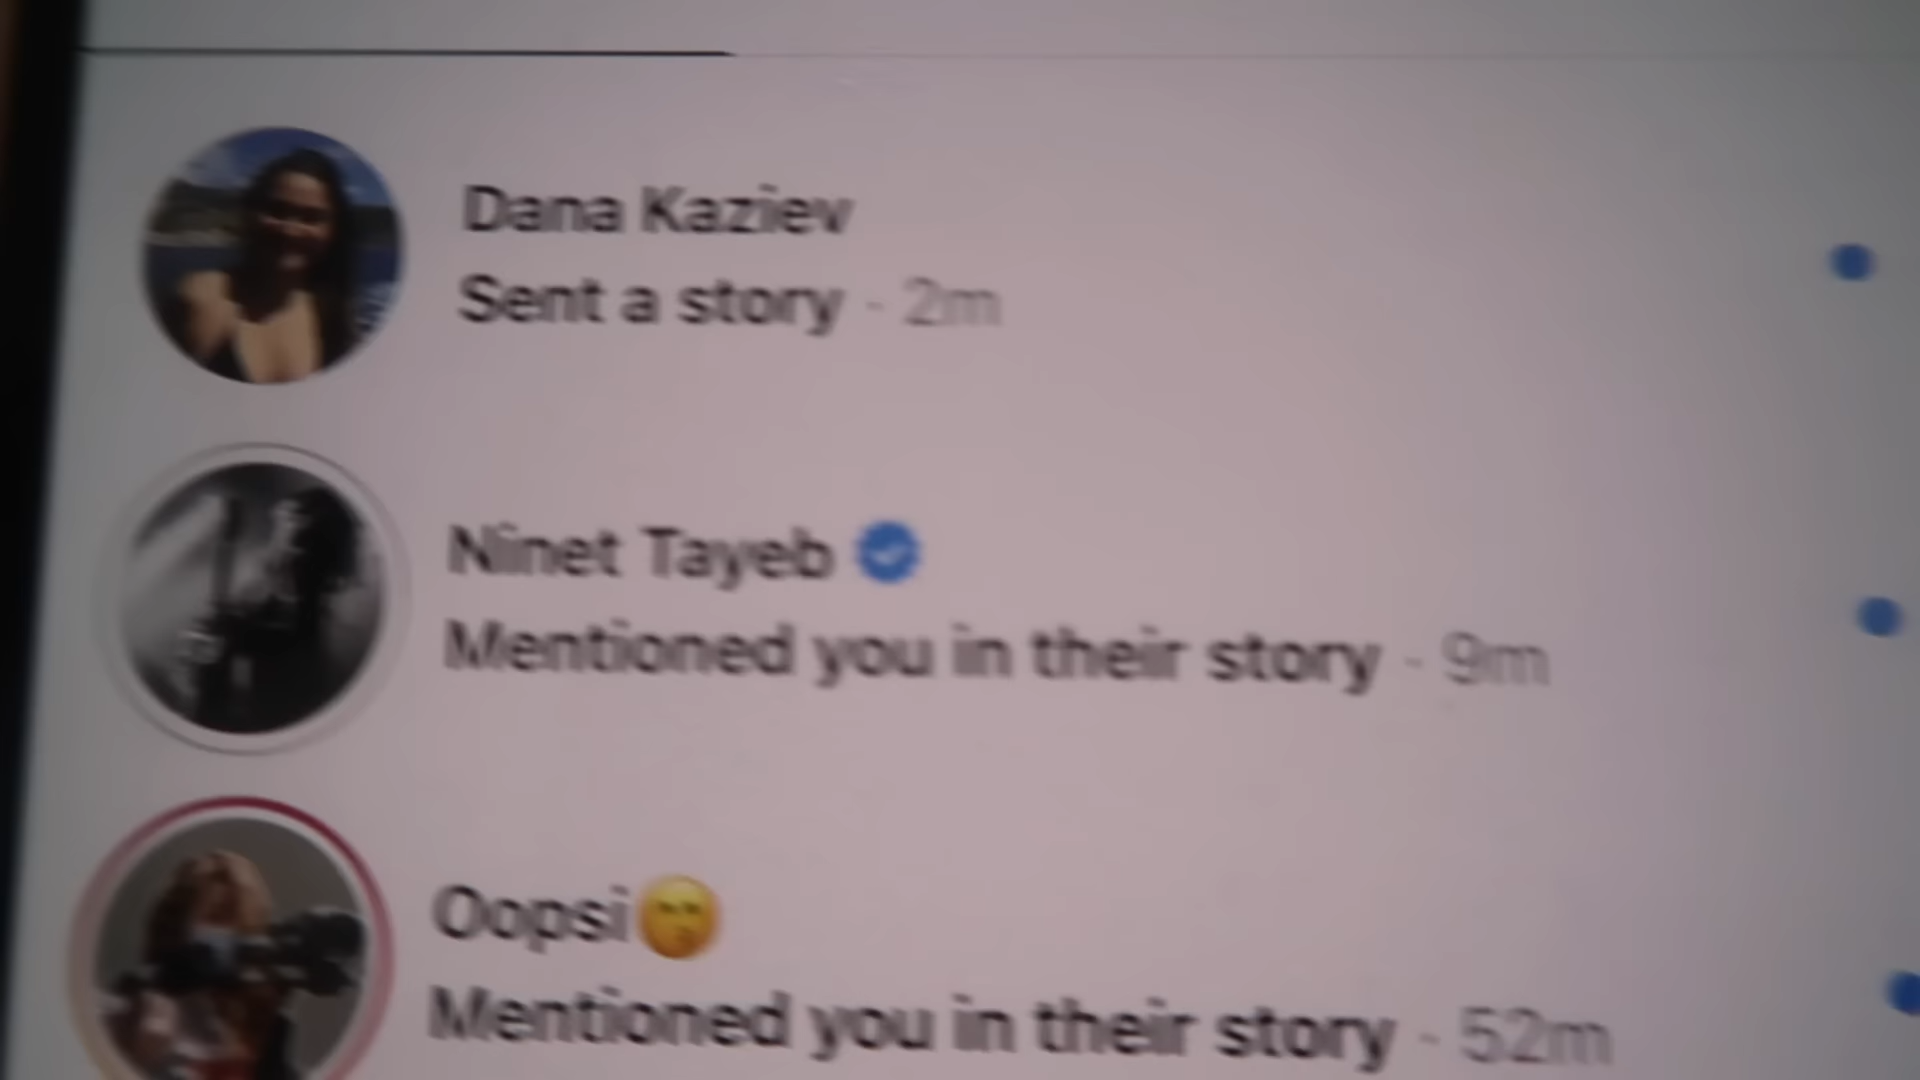 Dana Kaziev
Sent a story · 2m
Ninet Tayeb
Mentioned you in their story · 9m
Oopsi😚
Mentioned you in their story · 52m